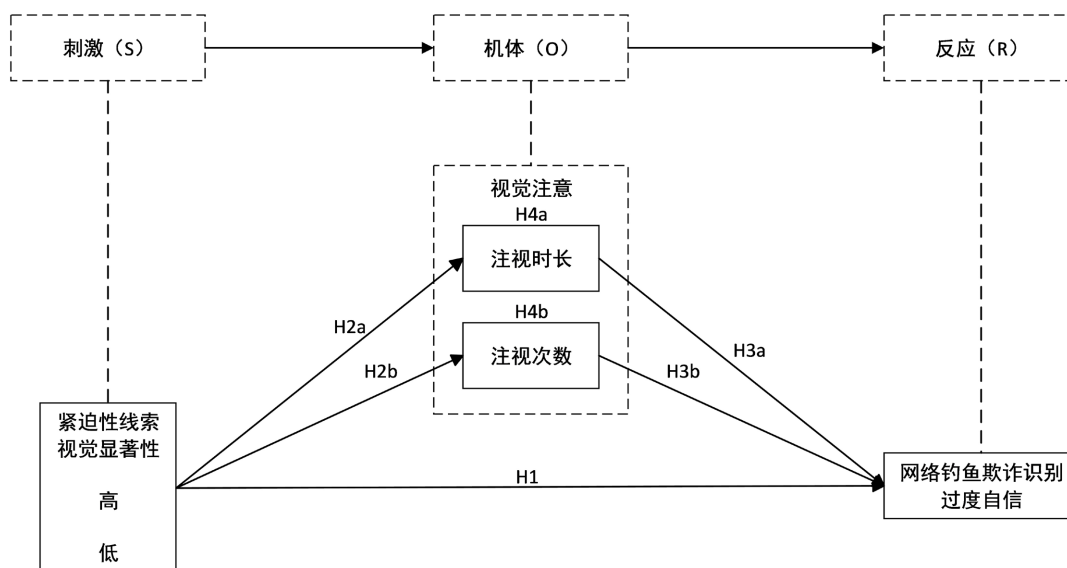 刺激（S）
机体（O）
反应（R）
视觉注意
H4a
注视时长
H4b
注视次数
H2a
H2b
H3a
H3b
H1
紧迫性线索
视觉显著性
高
低
网络钓鱼欺诈识别
过度自信